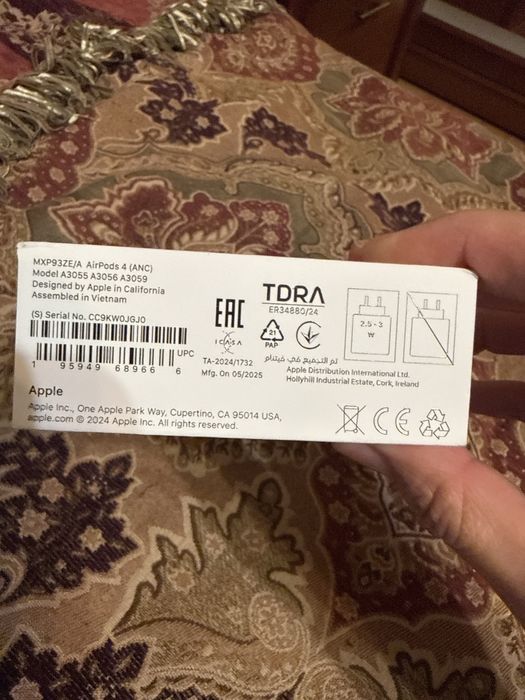 MXP93ZE/A AirPods 4 (ANC)
Model A3055 A3056 A3059
Designed by Apple in California
Assembled in Vietnam
(S) Serial No. CC9KW0JGJ0
UPC
1 95949 68966 6
EAC
ICASA
TA-2024/1732
Mfg. On 05/2025
TDRA
ER34880/24
21
PAP
تم التجميع في فيتنام
Apple Distribution International Ltd.
Hollyhill Industrial Estate, Cork, Ireland
2.5 - 3
W
Apple
Apple Inc., One Apple Park Way, Cupertino, CA 95014 USA,
apple.com © 2024 Apple Inc. All rights reserved.
CE